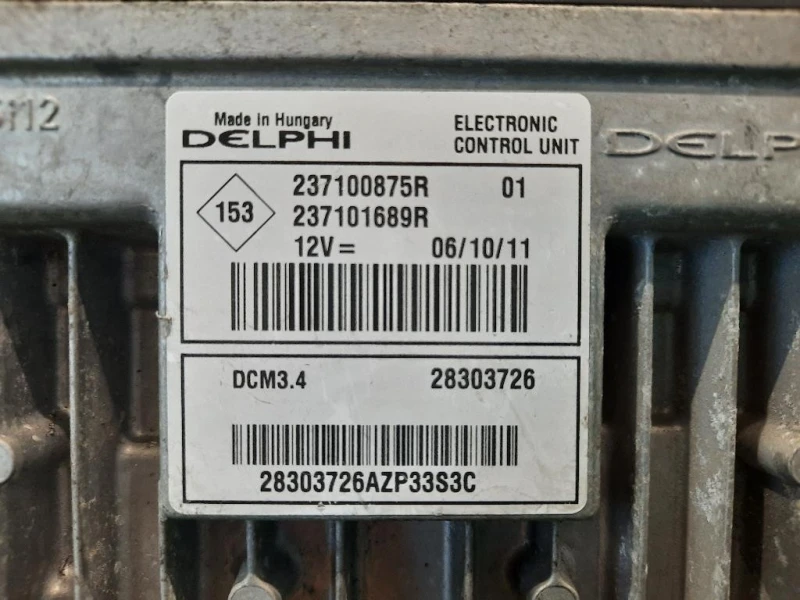 Made in Hungary
DELPHI
ELECTRONIC
CONTROL UNIT
153
237100875R 01
237101689R
12V= 06/10/11
DCM3.4 28303726
28303726AZP33S3C